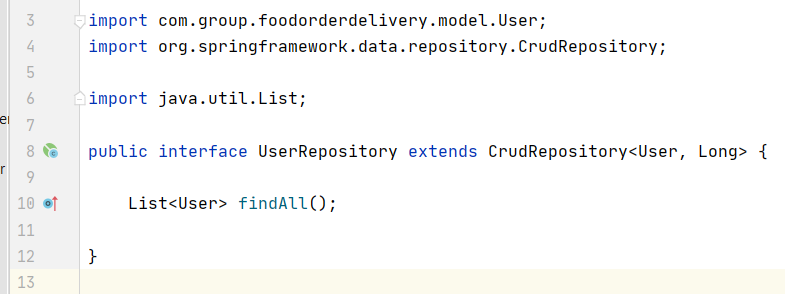 3 import com.group.foodorderdelivery.model.User;
4 import org.springframework.data.repository.CrudRepository;
5
6 import java.util.List;
7
8 public interface UserRepository extends CrudRepository<User, Long> {
9
10 List<User> findAll();
11
12 }
13
er
r